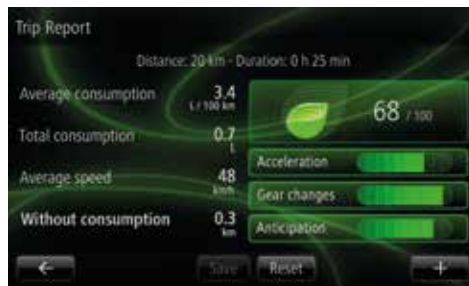 Trip Report
Distance: 20 km - Duration: 0 h 25 min
Average consumption 3.4
L / 100 km
68 / 100
Total consumption 0.7
L
Acceleration
Average speed 48
km/h
Gear changes
Without consumption 0.3
km
Anticipation
Save Reset +